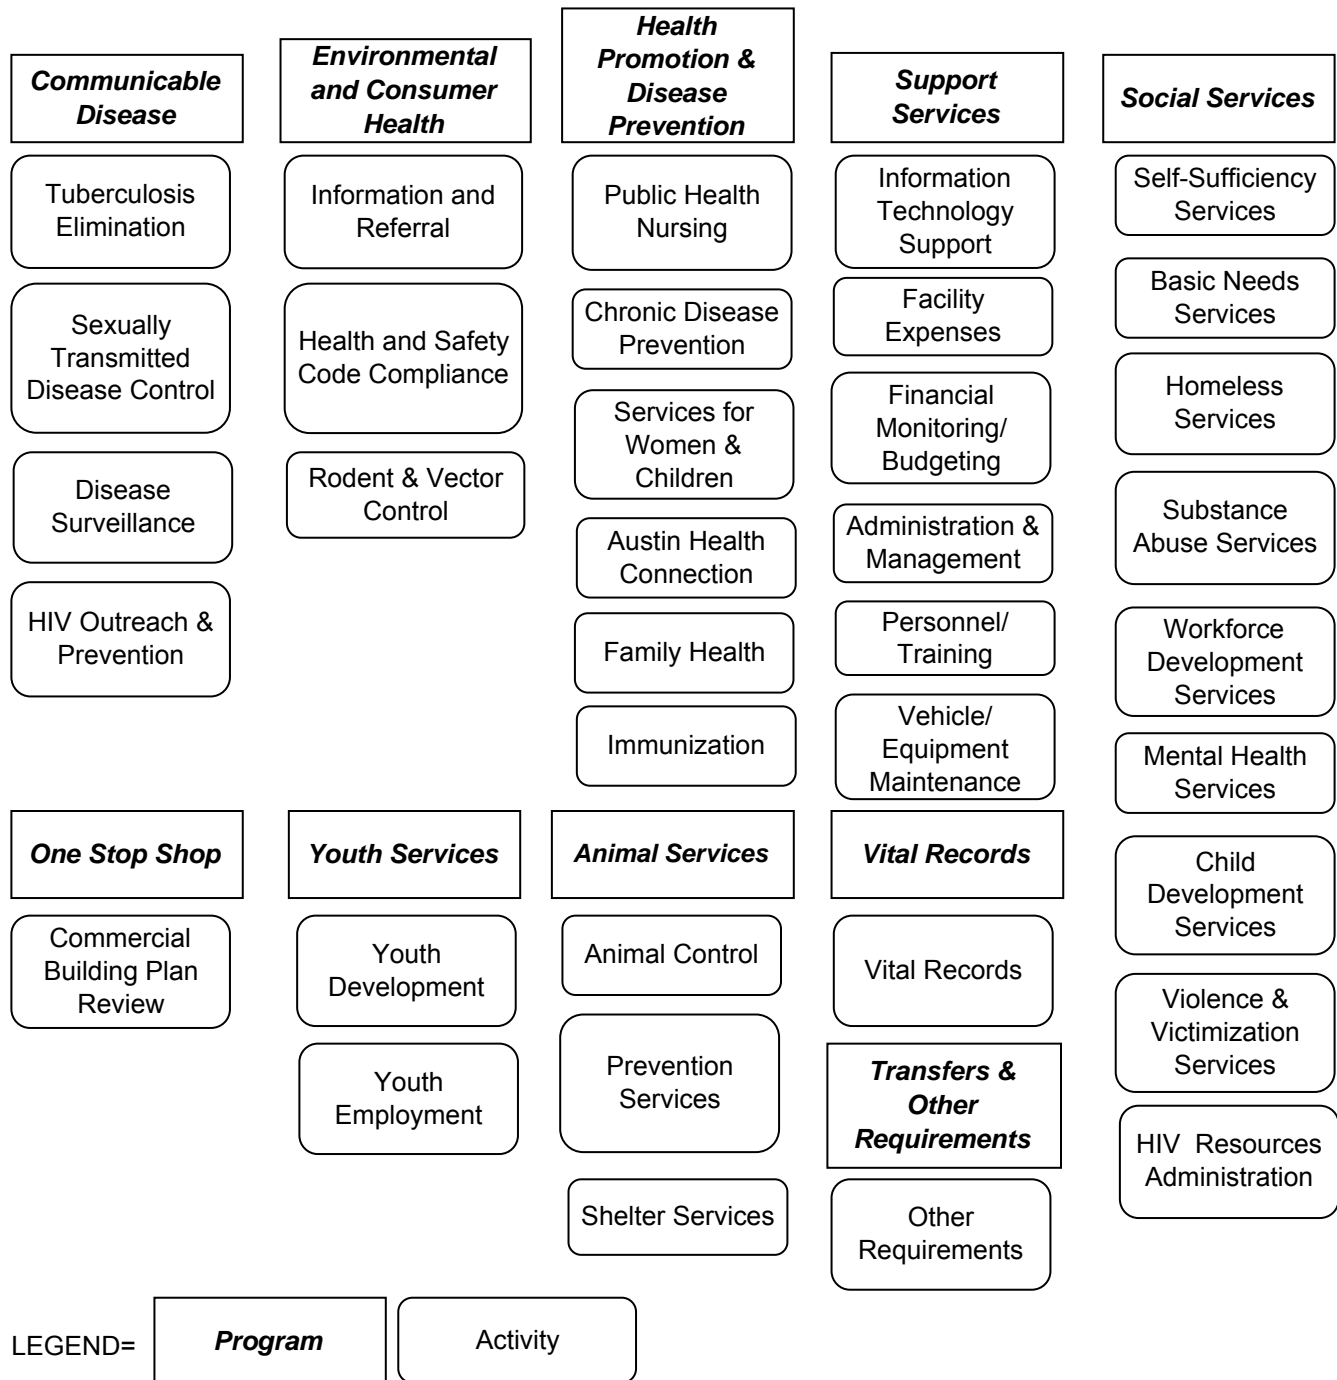 Communicable
Disease
Tuberculosis
Elimination
Sexually
Transmitted
Disease Control
Disease
Surveillance
HIV Outreach &
Prevention
Environmental
and Consumer
Health
Information and
Referral
Health and Safety
Code Compliance
Rodent & Vector
Control
Health
Promotion &
Disease
Prevention
Public Health
Nursing
Chronic Disease
Prevention
Services for
Women &
Children
Austin Health
Connection
Family Health
Immunization
Support
Services
Information
Technology
Support
Facility
Expenses
Financial
Monitoring/
Budgeting
Administration &
Management
Personnel/
Training
Vehicle/
Equipment
Maintenance
Social Services
Self-Sufficiency
Services
Basic Needs
Services
Homeless
Services
Substance
Abuse Services
Workforce
Development
Services
Mental Health
Services
Child
Development
Services
Violence &
Victimization
Services
HIV  Resources
Administration
One Stop Shop
Commercial
Building Plan
Review
Youth Services
Youth
Development
Youth
Employment
Animal Services
Animal Control
Prevention
Services
Shelter Services
Vital Records
Vital Records
Transfers &
Other
Requirements
Other
Requirements
LEGEND=
Program
Activity